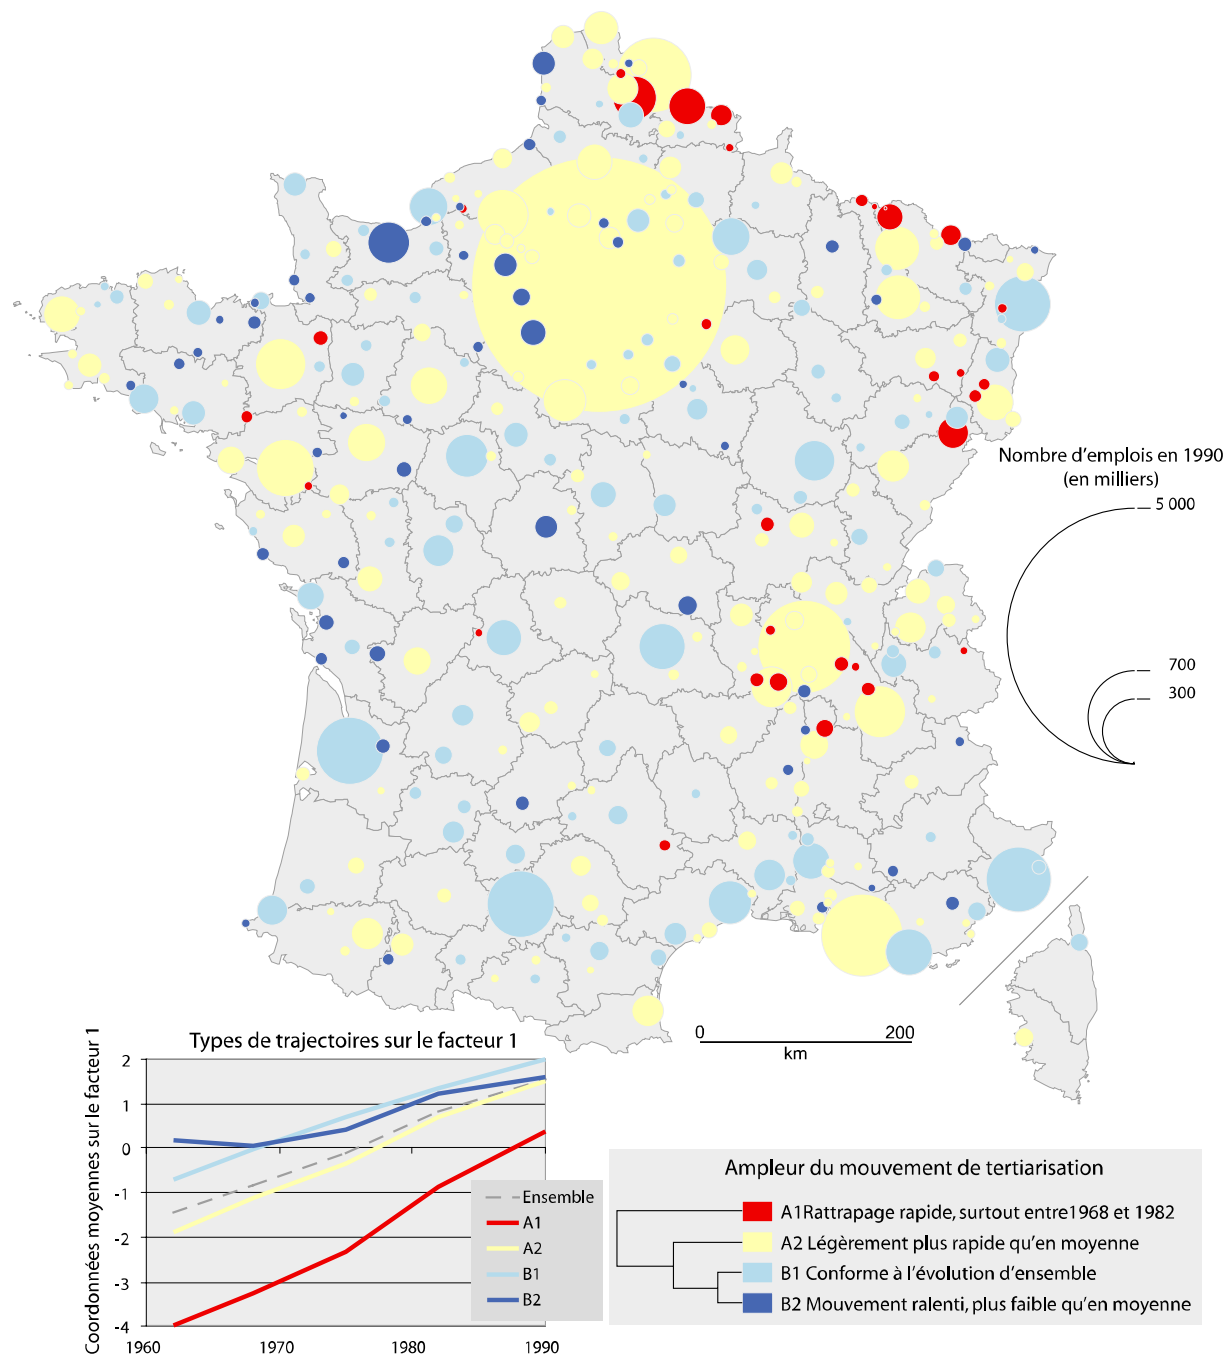 Nombre d'emplois en 1990
(en milliers)
5 000
700
300
0 200
km
Types de trajectoires sur le facteur 1
Coordonnées moyennes sur le facteur 1
2
1
0
-1
-2
-3
-4
1960 1970 1980 1990
Ensemble
A1
A2
B1
B2
Ampleur du mouvement de tertiarisation
A1Rattrapage rapide, surtout entre1968 et 1982
A2 Légèrement plus rapide qu'en moyenne
B1 Conforme à l'évolution d'ensemble
B2 Mouvement ralenti, plus faible qu'en moyenne